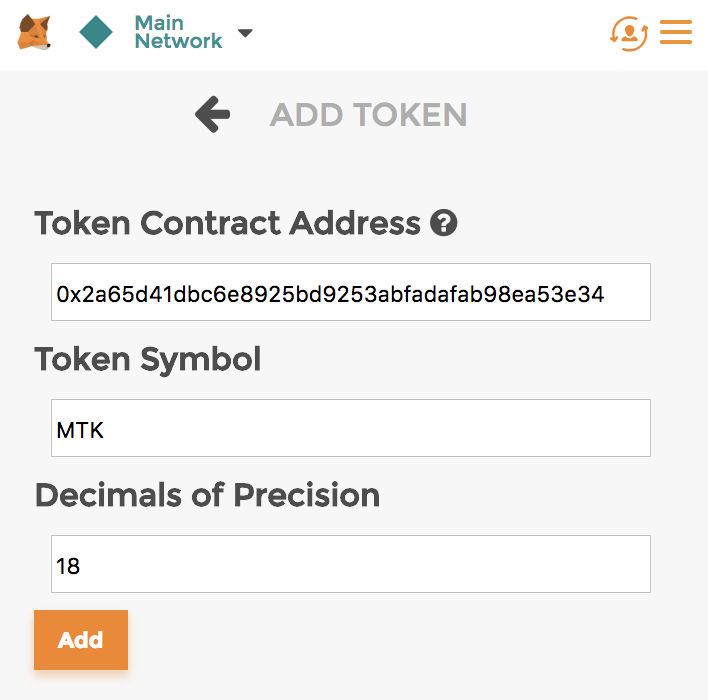 Main
Network
ADD TOKEN
Token Contract Address ?
0x2a65d41dbc6e8925bd9253abfadafab98ea53e34
Token Symbol
MTK
Decimals of Precision
18
Add